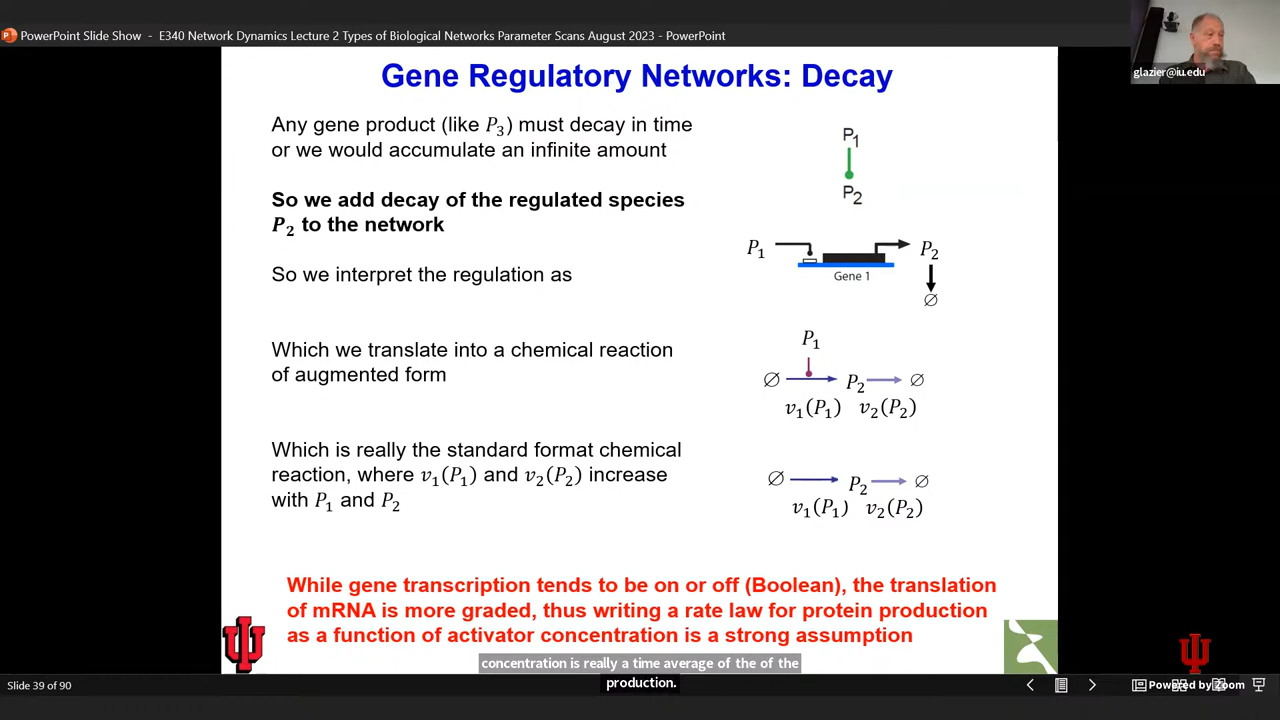 PowerPoint Slide Show - E340 Network Dynamics Lecture 2 Types of Biological Networks Parameter Scans August 2023 - PowerPoint
glazier@iu.edu
Gene Regulatory Networks: Decay
Any gene product (like P₃) must decay in time
or we would accumulate an infinite amount
So we add decay of the regulated species
P₂ to the network
So we interpret the regulation as
Which we translate into a chemical reaction
of augmented form
Which is really the standard format chemical
reaction, where v₁(P₁) and v₂(P₂) increase
with P₁ and P₂
P₁
P₂
P₁
P₂
Gene 1
∅
P₁
∅ P₂ ∅
v₁(P₁) v₂(P₂)
∅ P₂ ∅
v₁(P₁) v₂(P₂)
While gene transcription tends to be on or off (Boolean), the translation
of mRNA is more graded, thus writing a rate law for protein production
as a function of activator concentration is a strong assumption
concentration is really a time average of the of the
production.
Slide 39 of 90
Powered by Zoom